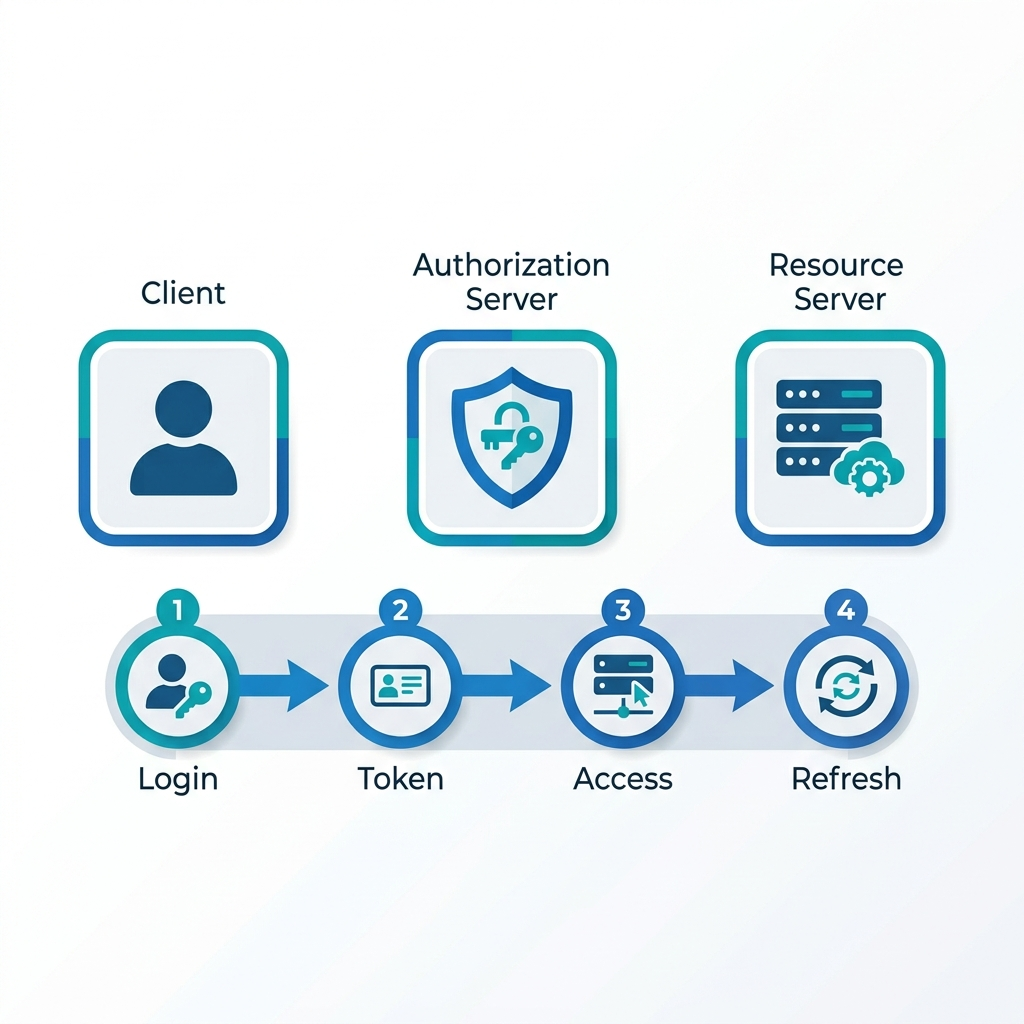 Client
Authorization
Server
Resource
Server
1
2
3
4
Login
Token
Access
Refresh